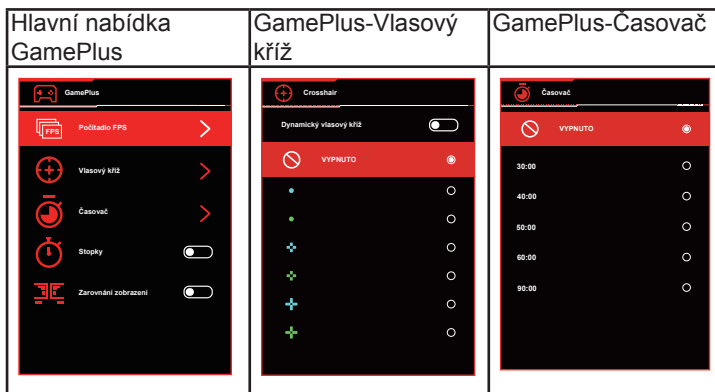 Hlavní nabídka
GamePlus
GamePlus-Vlasový
kříž
GamePlus-Časovač
GamePlus
FPS
Počítadlo FPS
Vlasový kříž
Časovač
Stopky
Zarovnání zobrazení
Crosshair
Dynamický vlasový kříž
VYPNUTO
Časovač
VYPNUTO
30:00
40:00
50:00
60:00
90:00